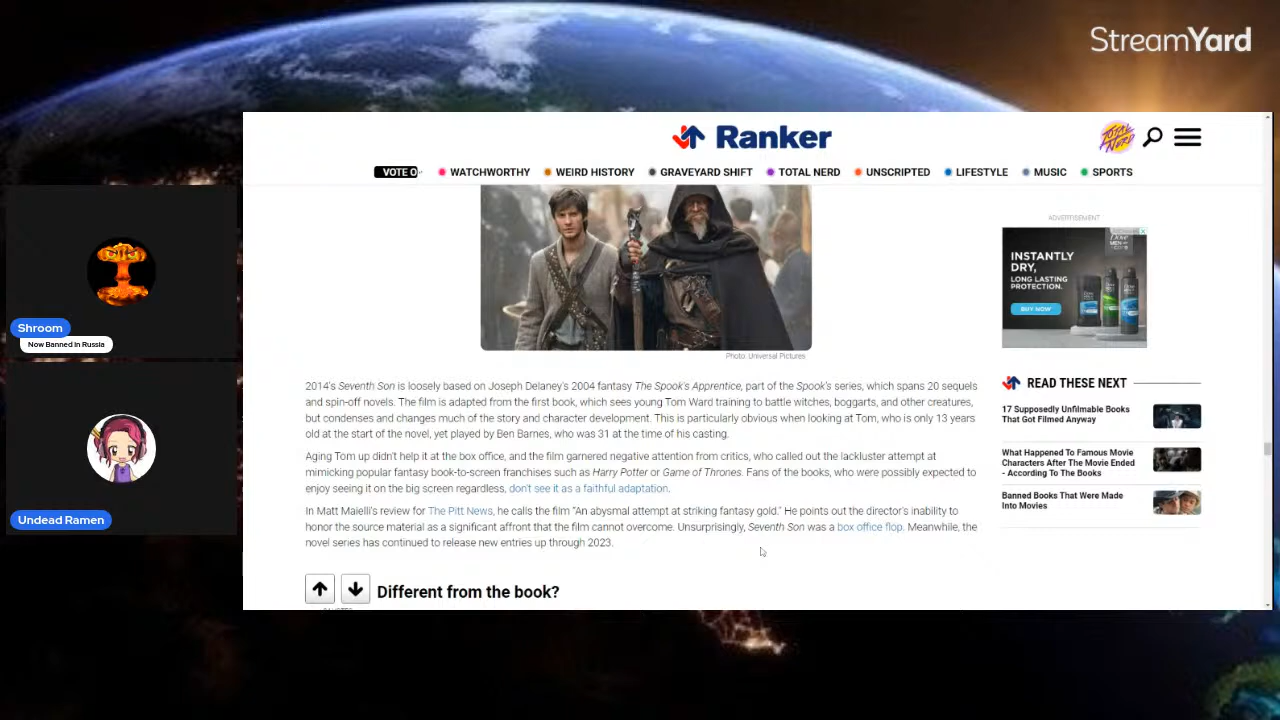 StreamYard
Ranker
TOTAL NERD
VOTE O
WATCHWORTHY
WEIRD HISTORY
GRAVEYARD SHIFT
TOTAL NERD
UNSCRIPTED
LIFESTYLE
MUSIC
SPORTS
Photo: Universal Pictures
2014's Seventh Son is loosely based on Joseph Delaney's 2004 fantasy The Spook's Apprentice, part of the Spook's series, which spans 20 sequels
and spin-off novels. The film is adapted from the first book, which sees young Tom Ward training to battle witches, boggarts, and other creatures,
but condenses and changes much of the story and character development. This is particularly obvious when looking at Tom, who is only 13 years
old at the start of the novel, yet played by Ben Barnes, who was 31 at the time of his casting.
Aging Tom up didn't help it at the box office, and the film garnered negative attention from critics, who called out the lackluster attempt at
mimicking popular fantasy book-to-screen franchises such as Harry Potter or Game of Thrones. Fans of the books, who were possibly expected to
enjoy seeing it on the big screen regardless, don't see it as a faithful adaptation.
In Matt Maielli's review for The Pitt News, he calls the film "An abysmal attempt at striking fantasy gold." He points out the director's inability to
honor the source material as a significant affront that the film cannot overcome. Unsurprisingly, Seventh Son was a box office flop. Meanwhile, the
novel series has continued to release new entries up through 2023.
Different from the book?
ADVERTISEMENT
INSTANTLY
DRY,
LONG LASTING
PROTECTION.
BUY NOW
READ THESE NEXT
17 Supposedly Unfilmable Books
That Got Filmed Anyway
What Happened To Famous Movie
Characters After The Movie Ended
- According To The Books
Banned Books That Were Made
Into Movies
Shroom
Now Banned in Russia
Undead Ramen